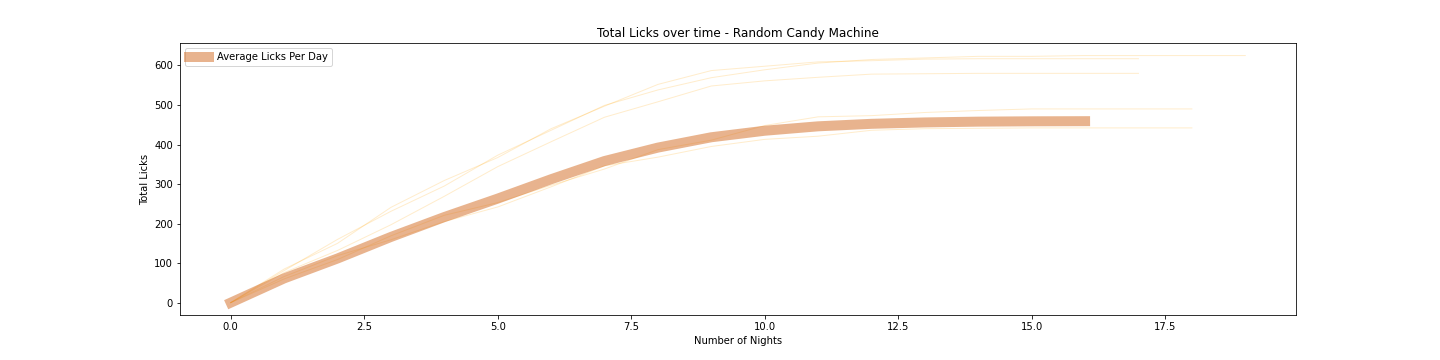 Total Licks over time - Random Candy Machine
Average Licks Per Day
600
500
400
300
200
100
0
Total Licks
0.0 2.5 5.0 7.5 10.0 12.5 15.0 17.5
Number of Nights